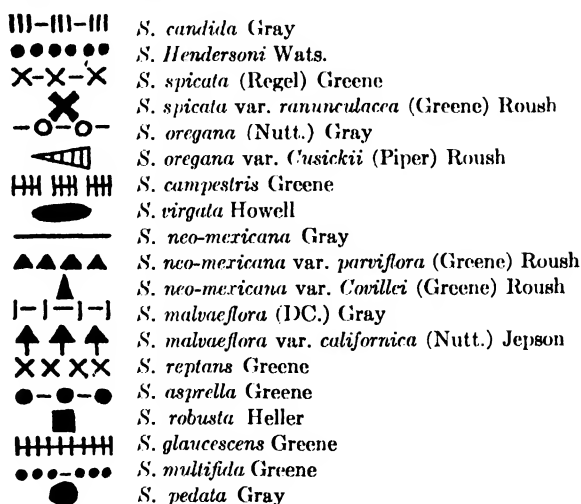 S. candida Gray
S. Hendersoni Wats.
S. spicata (Regel) Greene
S. spicata var. ranunculacea (Greene) Roush
S. oregana (Nutt.) Gray
S. oregana var. Cusickii (Piper) Roush
S. campestris Greene
S. virgata Howell
S. neo-mexicana Gray
S. neo-mexicana var. parviflora (Greene) Roush
S. neo-mexicana var. Covillei (Greene) Roush
S. malvaeflora (DC.) Gray
S. malvaeflora var. californica (Nutt.) Jepson
S. reptans Greene
S. asprella Greene
S. robusta Heller
S. glaucescens Greene
S. multifida Greene
S. pedata Gray